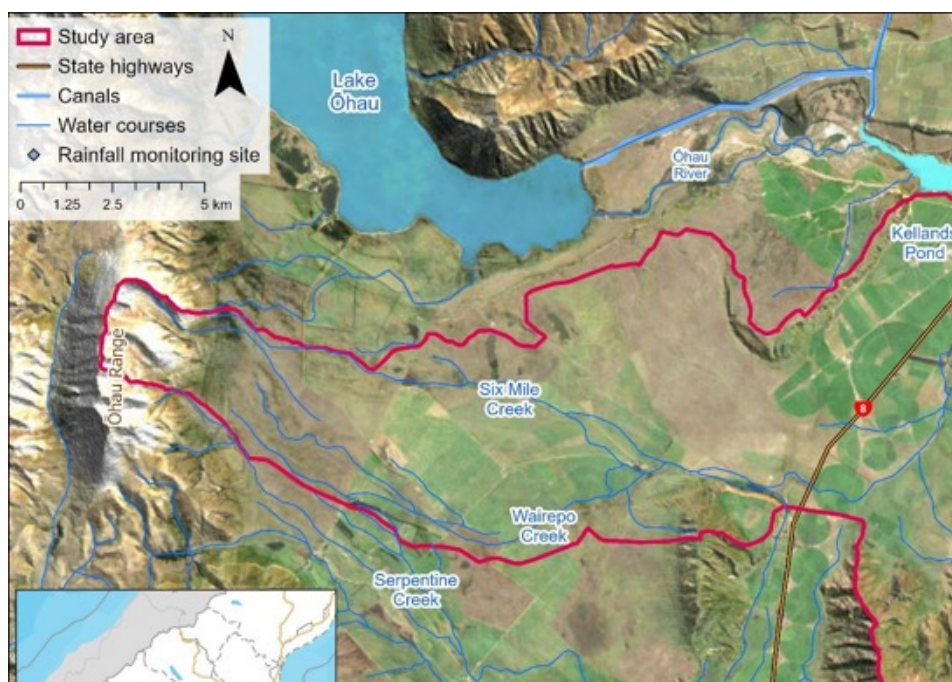 Study area
State highways
Canals
Water courses
Rainfall monitoring site
0 1.25 2.5 5 km
N
Lake
Ōhau
Ōhau
River
Kellands
Pond
Ōhau Range
Six Mile
Creek
8
Wairepo
Creek
Serpentine
Creek